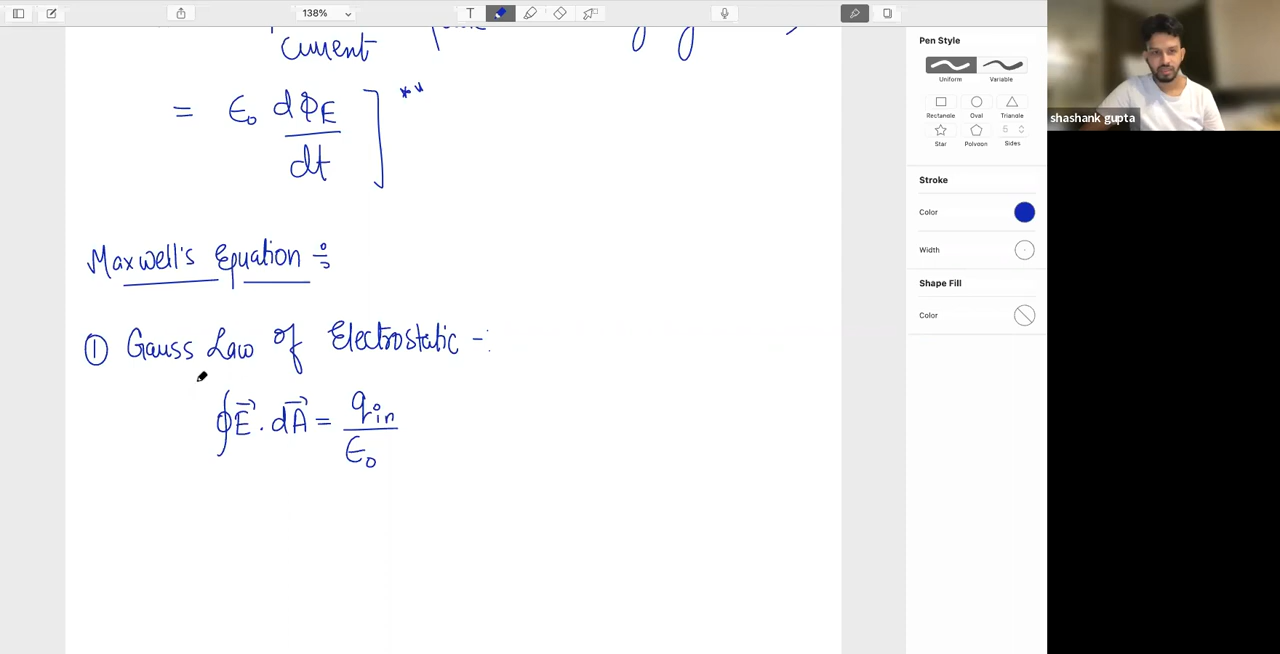 138%
T
current
= ε₀ dΦE/dt ] **
Maxwell's Equation ÷
① Gauss Law of Electrostatic -:
∮E⃗ . dA⃗ = qin/ε₀
Pen Style
Uniform Variable
Rectangle Oval Triangle
5
Star Polygon Sides
Stroke
Color
Width
Shape Fill
Color
shashank gupta